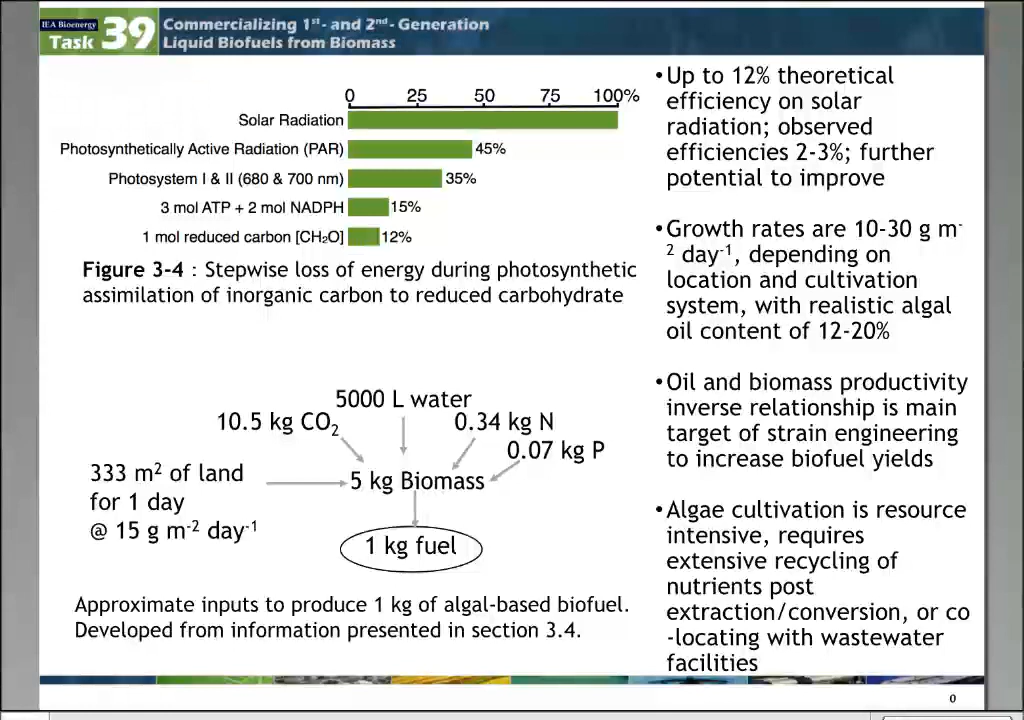 IEA Bioenergy
Task 39
Commercializing 1st- and 2nd- Generation
Liquid Biofuels from Biomass
0 25 50 75 100%
Solar Radiation
Photosynthetically Active Radiation (PAR) 45%
Photosystem I & II (680 & 700 nm) 35%
3 mol ATP + 2 mol NADPH 15%
1 mol reduced carbon [CH₂O] 12%
Figure 3-4 : Stepwise loss of energy during photosynthetic
assimilation of inorganic carbon to reduced carbohydrate
5000 L water
10.5 kg CO₂
0.34 kg N
0.07 kg P
333 m² of land
for 1 day
@ 15 g m⁻² day⁻¹
5 kg Biomass
1 kg fuel
Approximate inputs to produce 1 kg of algal-based biofuel.
Developed from information presented in section 3.4.
•Up to 12% theoretical
efficiency on solar
radiation; observed
efficiencies 2-3%; further
potential to improve
•Growth rates are 10-30 g m⁻
² day⁻¹, depending on
location and cultivation
system, with realistic algal
oil content of 12-20%
•Oil and biomass productivity
inverse relationship is main
target of strain engineering
to increase biofuel yields
•Algae cultivation is resource
intensive, requires
extensive recycling of
nutrients post
extraction/conversion, or co
-locating with wastewater
facilities
0